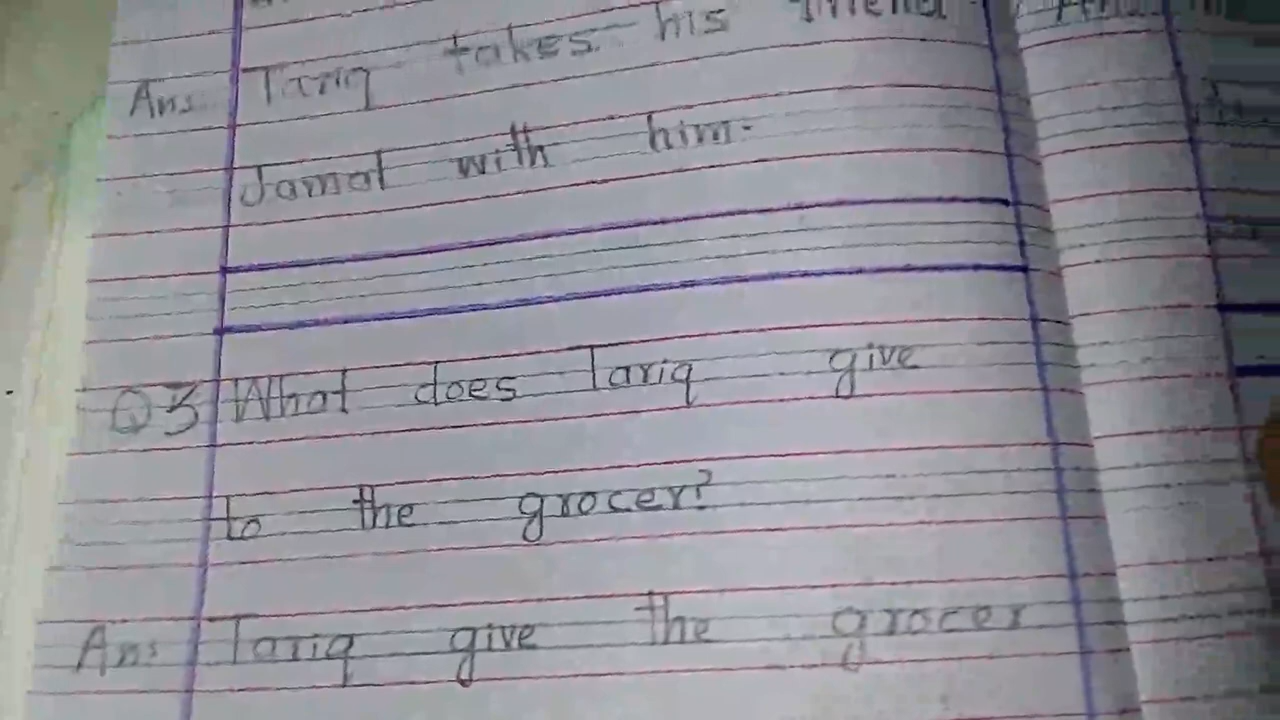 Ans Tariq takes his friend
Jamal with him.
Q3 What does Tariq give
to the grocer?
Ans Tariq give the grocer